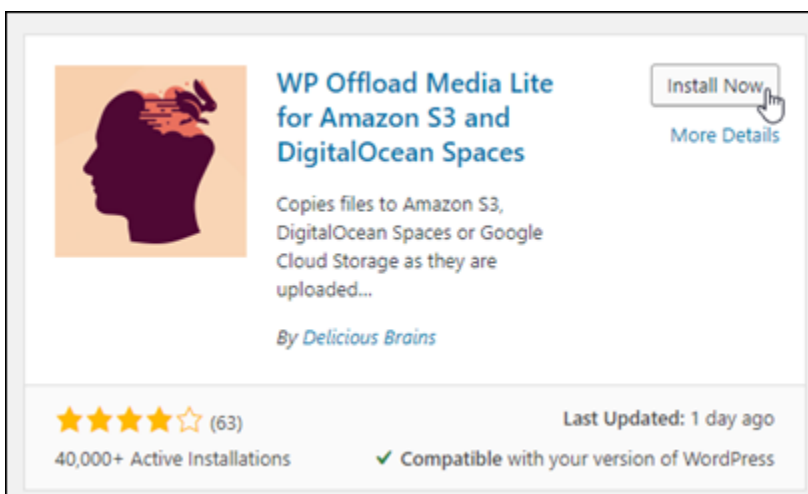 WP Offload Media Lite
for Amazon S3 and
DigitalOcean Spaces
Install Now
More Details
Copies files to Amazon S3,
DigitalOcean Spaces or Google
Cloud Storage as they are
uploaded...
By Delicious Brains
(63)
Last Updated: 1 day ago
40,000+ Active Installations
✓ Compatible with your version of WordPress